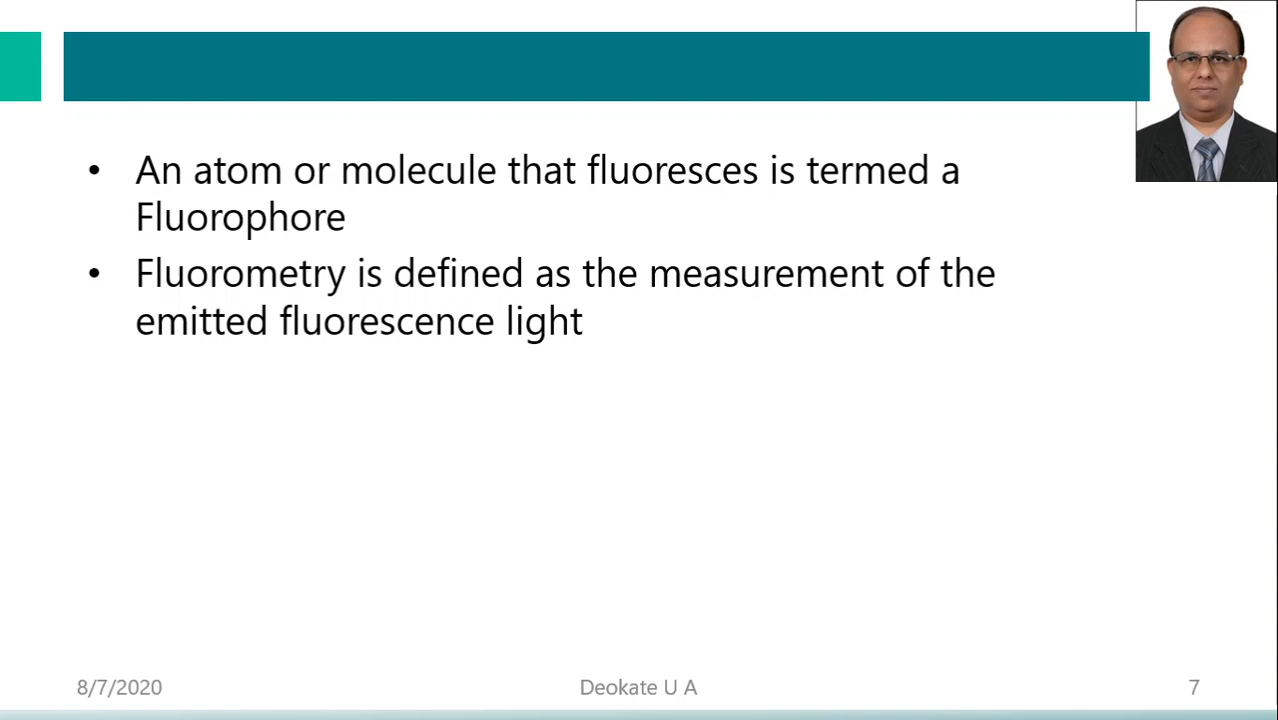 • An atom or molecule that fluoresces is termed a
Fluorophore
• Fluorometry is defined as the measurement of the
emitted fluorescence light
8/7/2020
Deokate U A
7